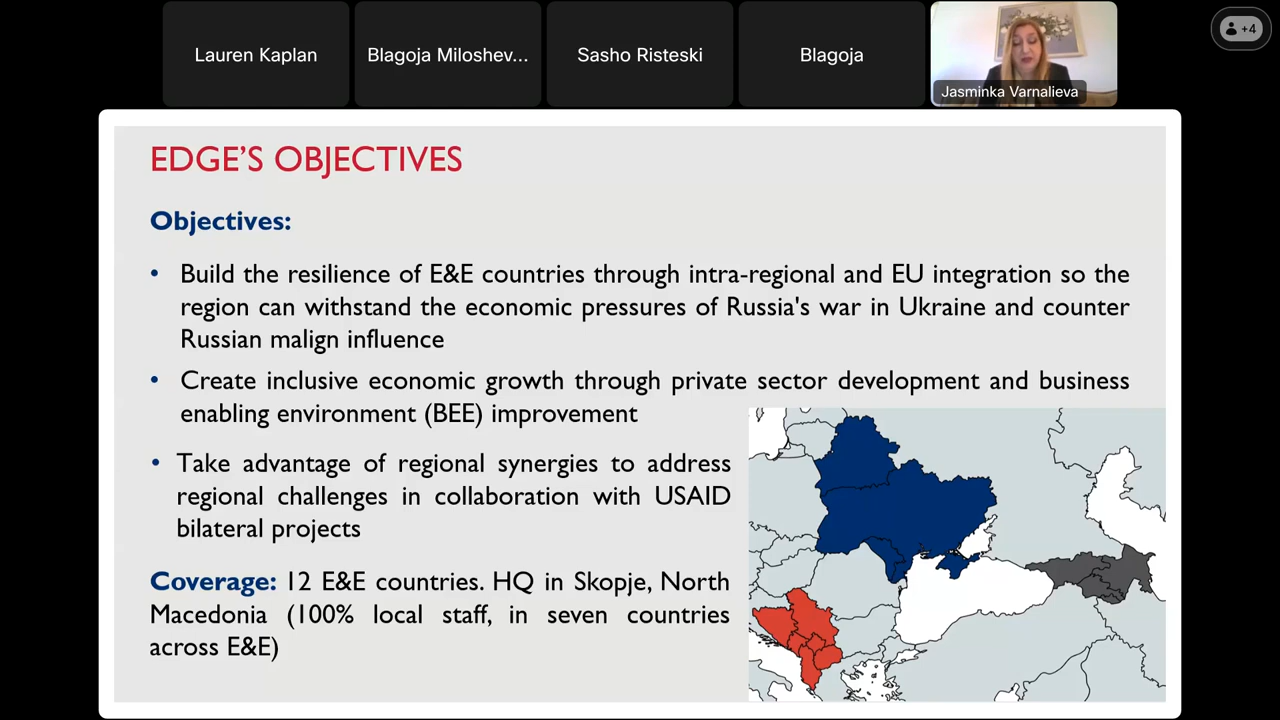 Lauren Kaplan
Blagoja Miloshev...
Sasho Risteski
Blagoja
Jasminka Varnalieva
+4
EDGE’S OBJECTIVES
Objectives:
• Build the resilience of E&E countries through intra-regional and EU integration so the
region can withstand the economic pressures of Russia's war in Ukraine and counter
Russian malign influence
• Create inclusive economic growth through private sector development and business
enabling environment (BEE) improvement
• Take advantage of regional synergies to address
regional challenges in collaboration with USAID
bilateral projects
Coverage: 12 E&E countries. HQ in Skopje, North
Macedonia (100% local staff, in seven countries
across E&E)